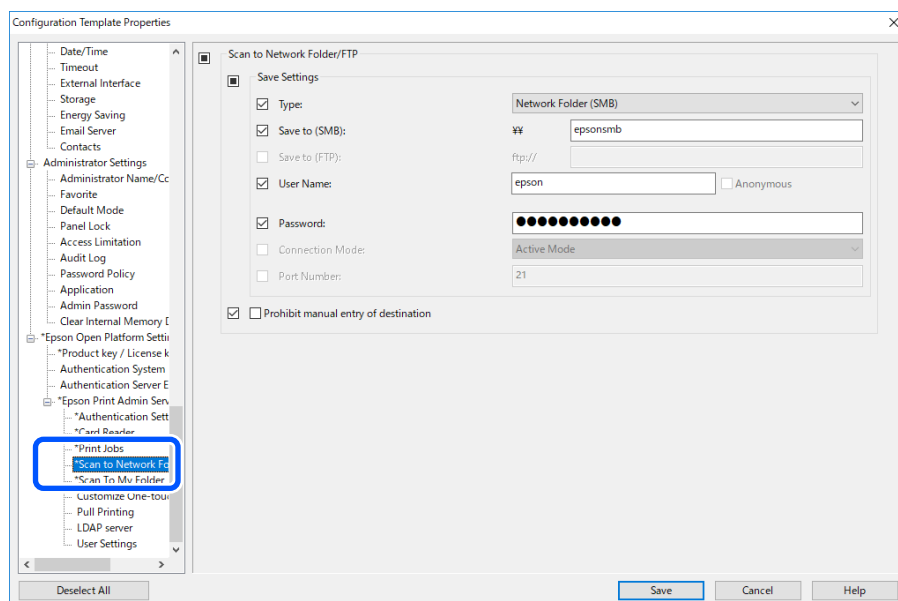 Configuration Template Properties
Date/Time
Timeout
External Interface
Storage
Energy Saving
Email Server
Contacts
Administrator Settings
Administrator Name/Co
Favorite
Default Mode
Panel Lock
Access Limitation
Audit Log
Password Policy
Application
Admin Password
Clear Internal Memory D
*Epson Open Platform Settin
*Product key / License k
Authentication System
Authentication Server E
*Epson Print Admin Serv
*Authentication Sett
*Card Reader
*Print Jobs
*Scan to Network Fo
*Scan To My Folder
Customize One-touc
Pull Printing
LDAP server
User Settings
Scan to Network Folder/FTP
Save Settings
Type: Network Folder (SMB)
Save to (SMB): ¥¥ epsonsmb
Save to (FTP): ftp://
User Name: epson Anonymous
Password: ●●●●●●●●●●
Connection Mode: Active Mode
Port Number: 21
Prohibit manual entry of destination
Deselect All Save Cancel Help